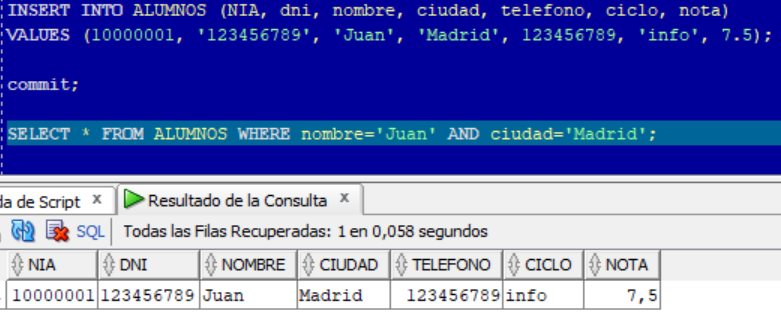 INSERT INTO ALUMNOS (NIA, dni, nombre, ciudad, telefono, ciclo, nota)
VALUES (10000001, '123456789', 'Juan', 'Madrid', 123456789, 'info', 7.5);
commit;
SELECT * FROM ALUMNOS WHERE nombre='Juan' AND ciudad='Madrid';
da de Script x Resultado de la Consulta x
SQL Todas las Filas Recuperadas: 1 en 0,058 segundos
NIA DNI NOMBRE CIUDAD TELEFONO CICLO NOTA
10000001 123456789 Juan Madrid 123456789 info 7,5